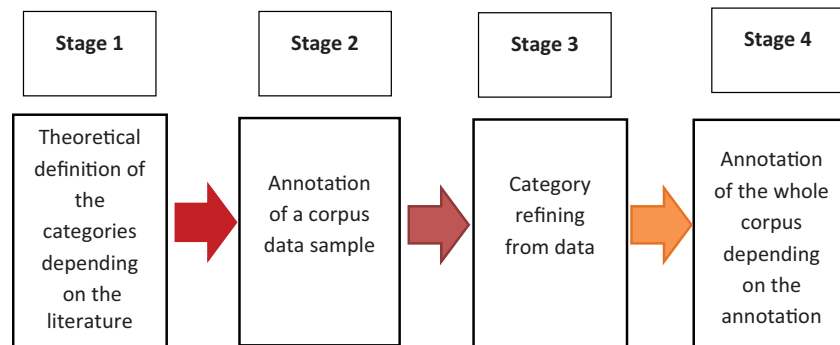 Stage 1
Stage 2
Stage 3
Stage 4
Theoretical
definition of
the
categories
depending
on the
literature
Annotation
of a corpus
data sample
Category
refining
from data
Annotation
of the whole
corpus
depending
on the
annotation